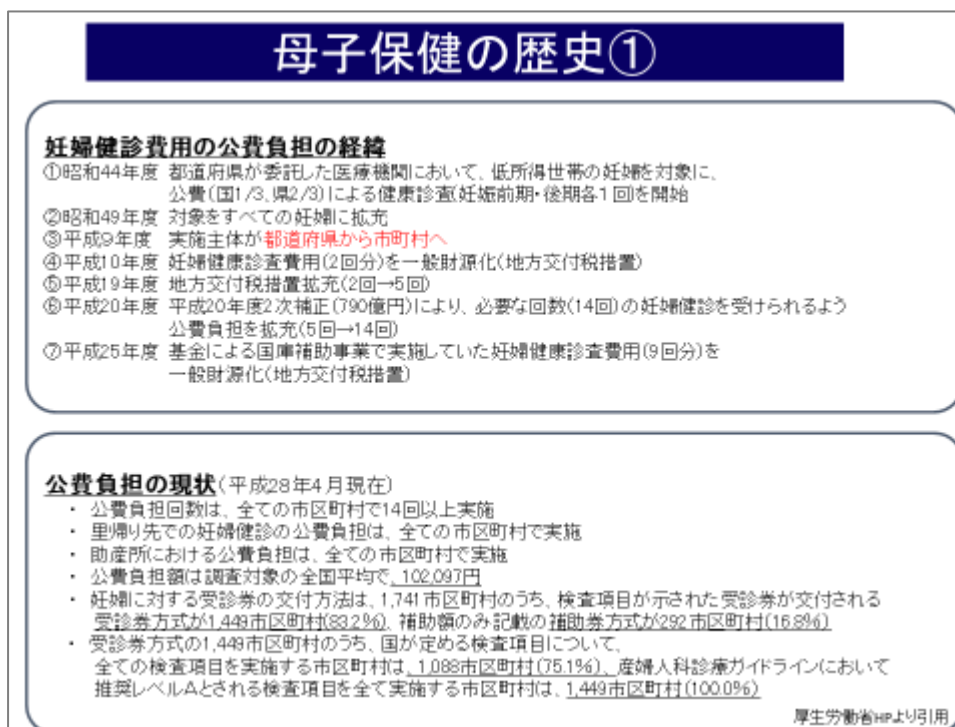 母子保健の歴史①
妊婦健診費用の公費負担の経緯
①昭和44年度 都道府県が委託した医療機関において、低所得世帯の妊婦を対象に、
公費(国1/3、県2/3)による健康診査(妊娠前期・後期各1回)を開始
②昭和49年度 対象をすべての妊婦に拡充
③平成9年度 実施主体が都道府県から市町村へ
④平成10年度 妊婦健康診査費用(2回分)を一般財源化(地方交付税措置)
⑤平成19年度 地方交付税措置拡充(2回→5回)
⑥平成20年度 平成20年度2次補正(790億円)により、必要な回数(14回)の妊婦健診を受けられるよう
公費負担を拡充(5回→14回)
⑦平成25年度 基金による国庫補助事業で実施していた妊婦健康診査費用(9回分)を
一般財源化(地方交付税措置)
公費負担の現状(平成28年4月現在)
・ 公費負担回数は、全ての市区町村で14回以上実施
・ 里帰り先での妊婦健診の公費負担は、全ての市区町村で実施
・ 助産所における公費負担は、全ての市区町村で実施
・ 公費負担額は調査対象の全国平均で、102,097円
・ 妊婦に対する受診券の交付方法は、1,741市区町村のうち、検査項目が示された受診券が交付される
受診券方式が1,449市区町村(83.2%)、補助額のみ記載の補助券方式が292市区町村(16.8%)
・ 受診券方式の1,449市区町村のうち、国が定める検査項目について、
全ての検査項目を実施する市区町村は、1,088市区町村(75.1%)、産婦人科診療ガイドラインにおいて
推奨レベルAとされる検査項目を全て実施する市区町村は、1,449市区町村(100.0%)
厚生労働省HPより引用